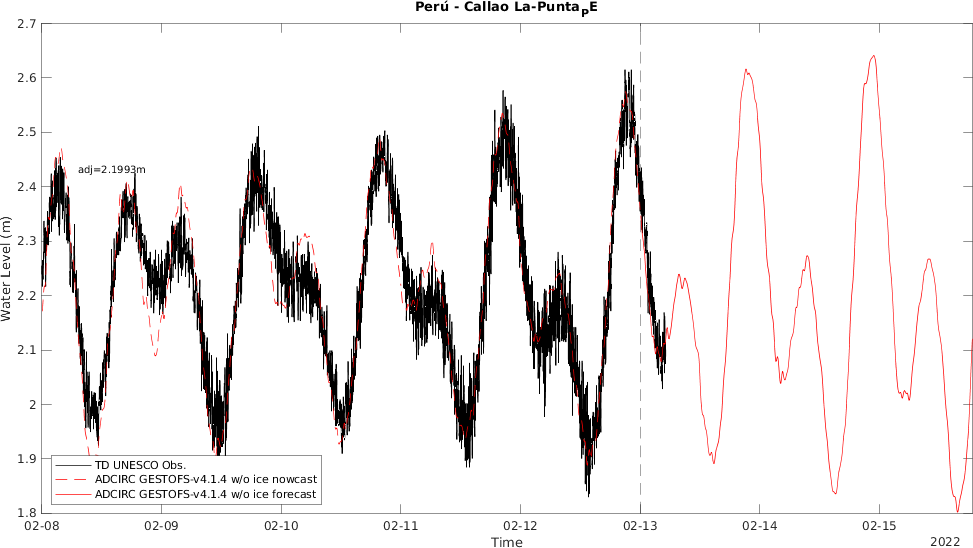 Perú - Callao La-PuntaPE
2.7
2.6
2.5
2.4
2.3
2.2
2.1
2
1.9
1.8
Water Level (m)
adj=2.1993m
TD UNESCO Obs.
ADCIRC GESTOFS-v4.1.4 w/o ice nowcast
ADCIRC GESTOFS-v4.1.4 w/o ice forecast
02-08 02-09 02-10 02-11 02-12 02-13 02-14 02-15
Time
2022